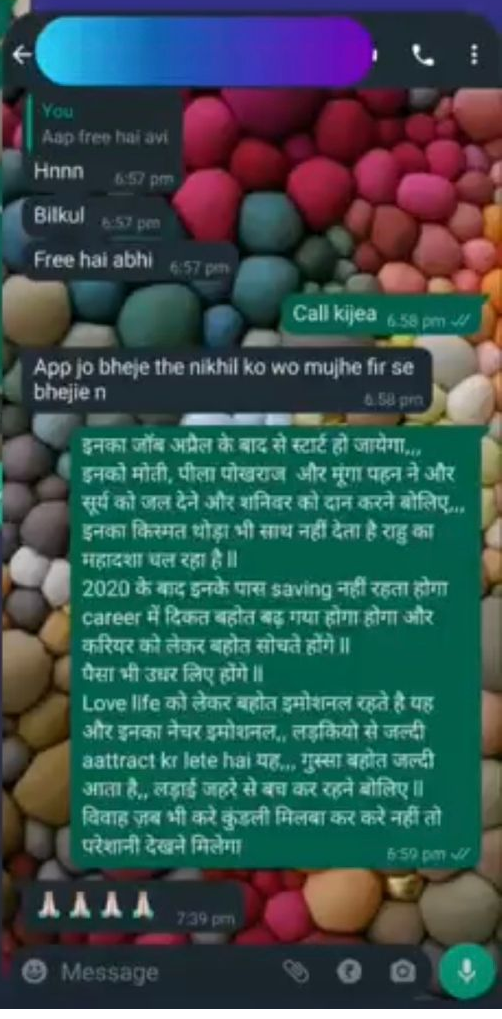 You
Aap free hai avi
Hnnn 6:57 pm
Bilkul 6:57 pm
Free hai abhi 6:57 pm
Call kijea 6:58 pm
App jo bheje the nikhil ko wo mujhe fir se
bhejie n
6:58 pm
इनका जॉब अप्रैल के बाद से स्टार्ट हो जायेगा,,,
इनको मोती, पीला पोखराज और मूंगा पहन ने और
सूर्य को जल देने और शनिवर को दान करने बोलिए,,,
इनका किस्मत थोड़ा भी साथ नहीं देता है राहु का
महादशा चल रहा है ॥
2020 के बाद इनके पास saving नहीं रहता होगा
career में दिकत बहोत बढ़ गया होगा होगा और
करियर को लेकर बहोत सोचते होंगे ॥
पैसा भी उधर लिए होंगे ॥
Love life को लेकर बहोत इमोशनल रहते है यह
और इनका नेचर इमोशनल,, लड़कियो से जल्दी
aattract kr lete hai यह,,, गुस्सा बहोत जल्दी
आता है,, लड़ाई जहरे से बच कर रहने बोलिए ॥
विवाह ज़ब भी करे कुंडली मिलबा कर करे नहीं तो
परेशानी देखने मिलेगा
6:59 pm
7:39 pm
Message